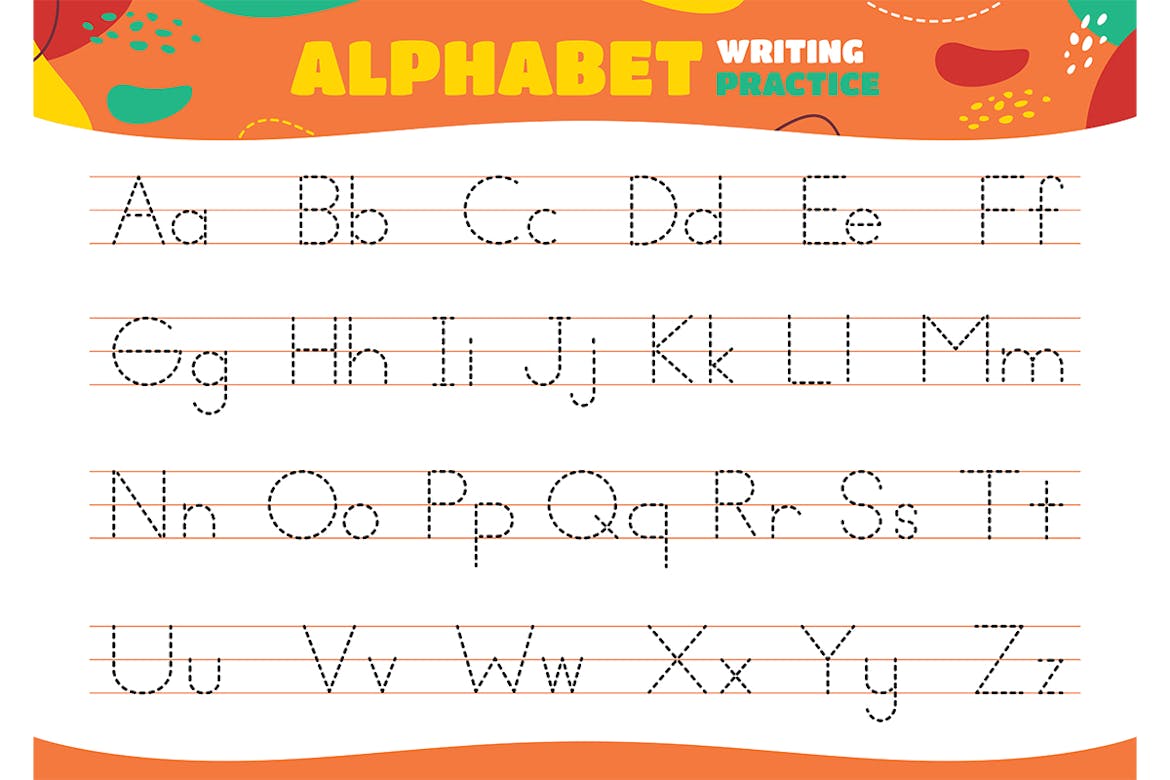 ALPHABET WRITING
PRACTICE
Aa Bb Cc Dd Ee Ff
Gg Hh Ii Jj Kk Ll Mm
Nn Oo Pp Qq Rr Ss Tt
Uu Vv Ww Xx Yy Zz